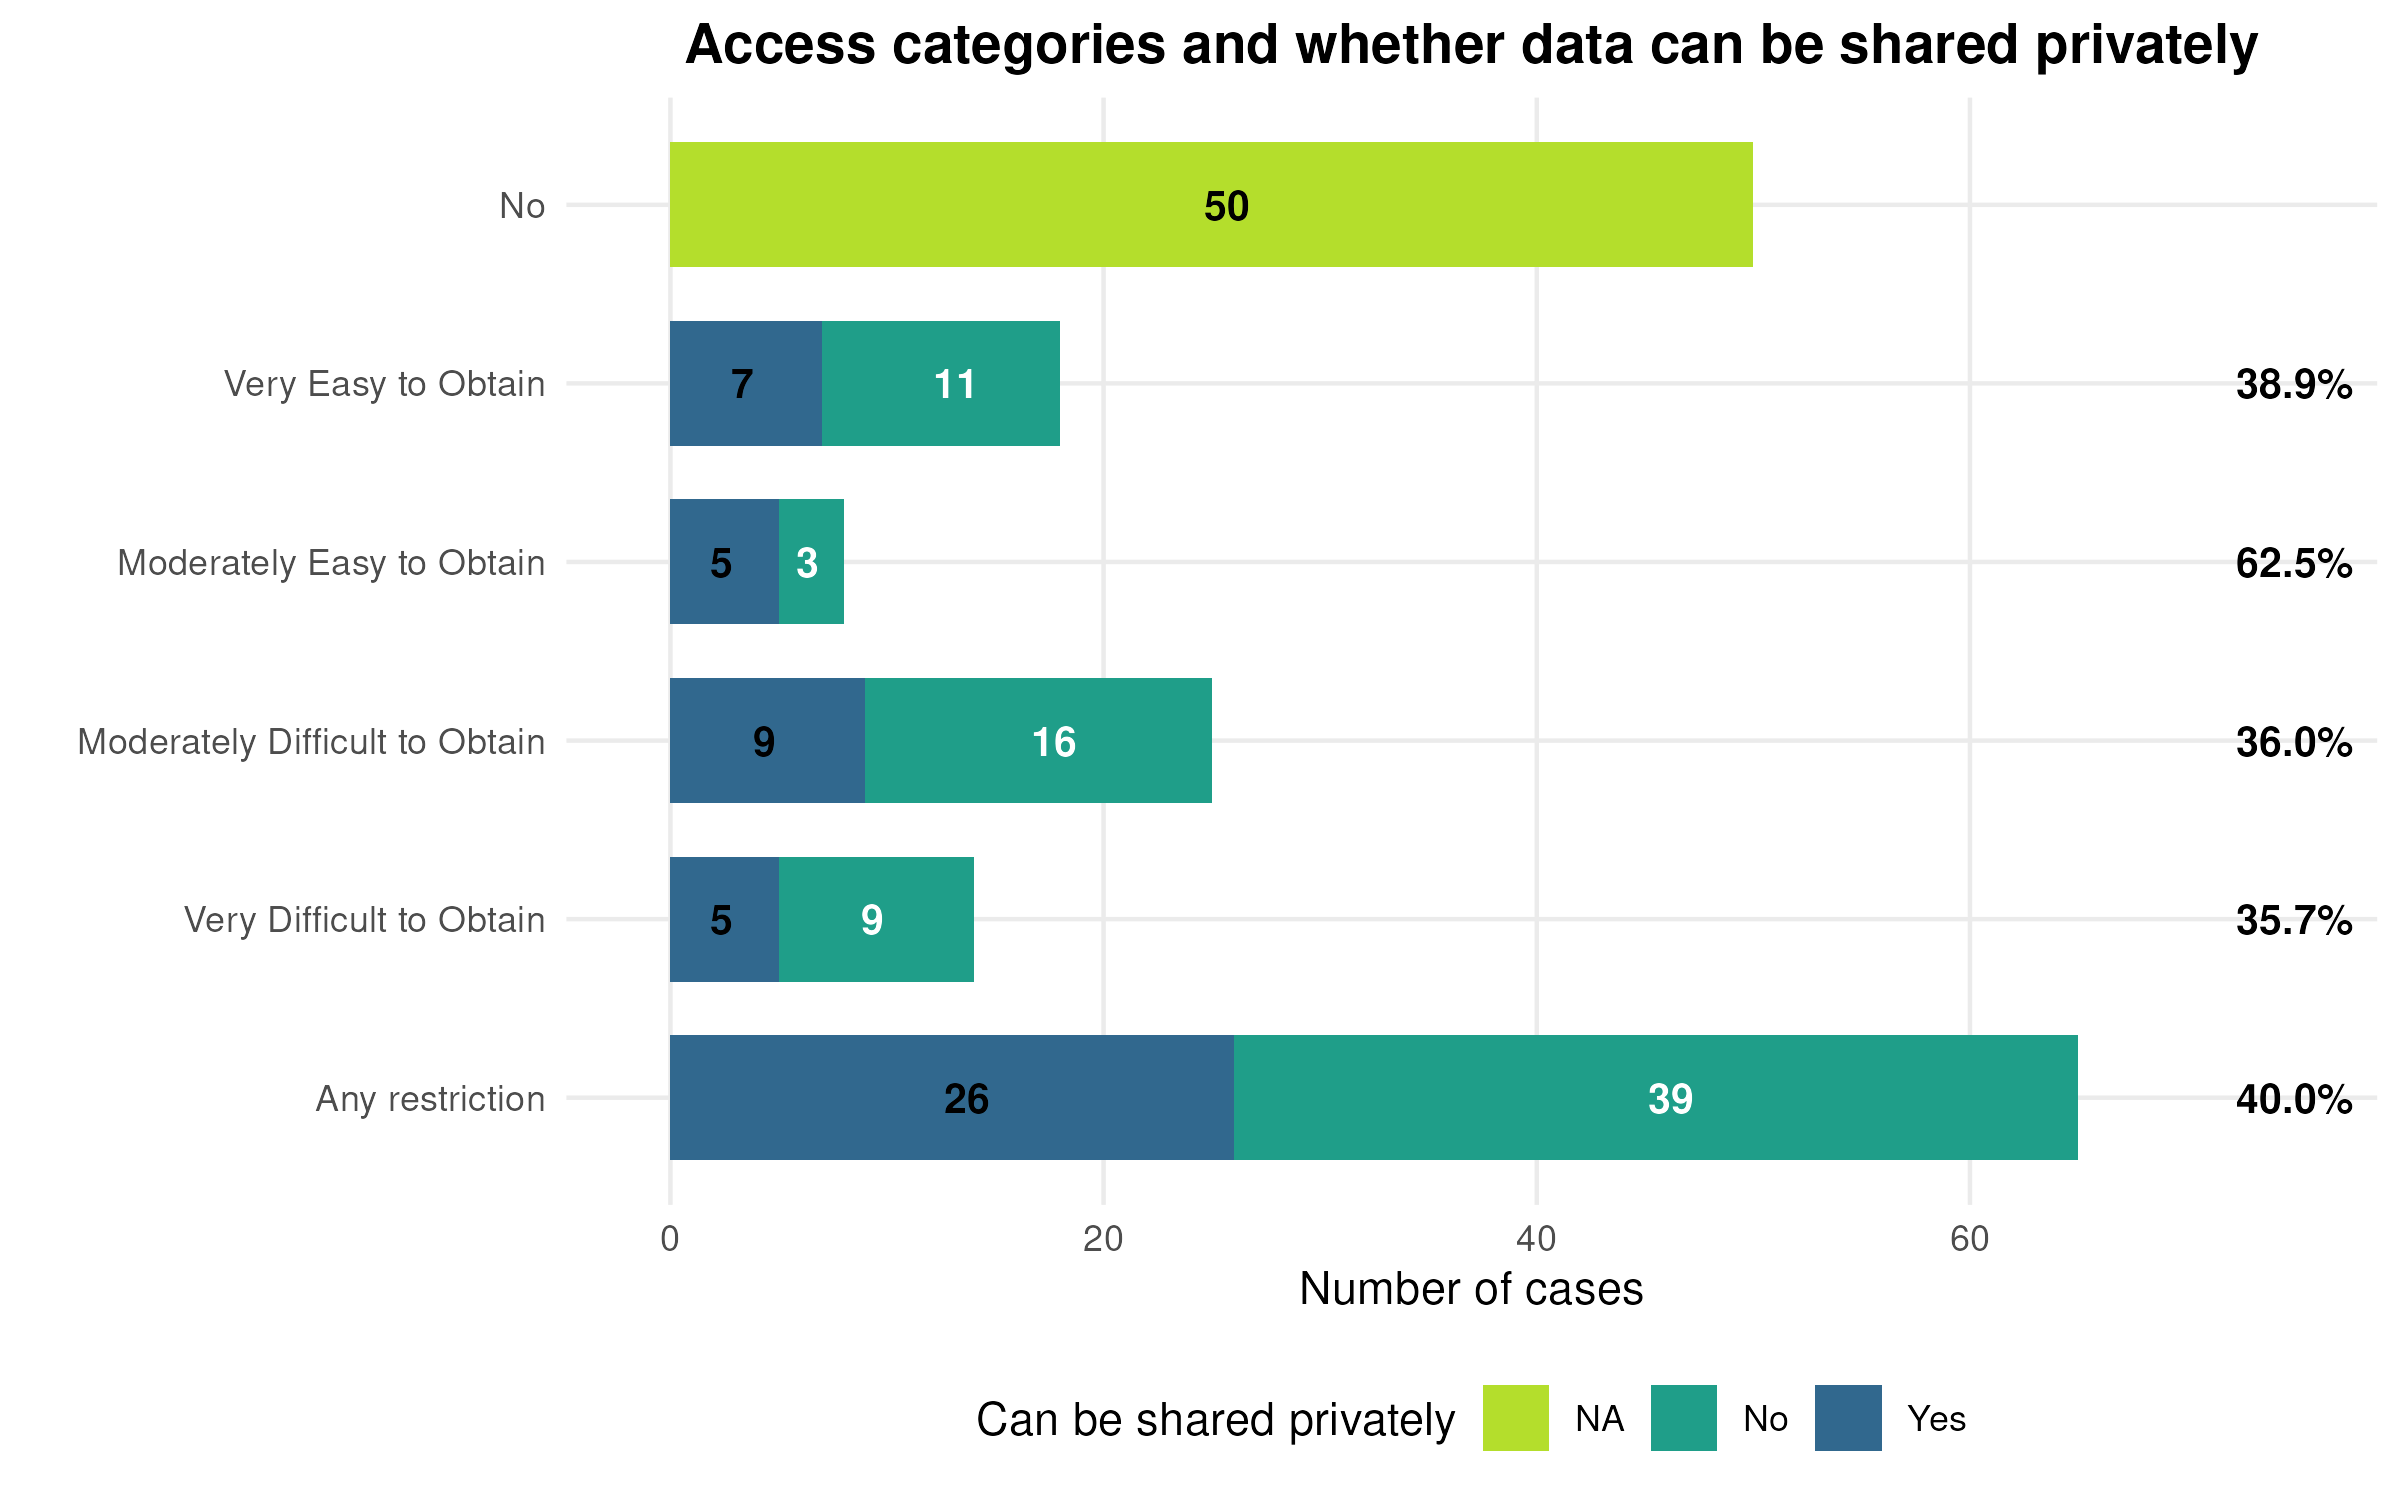 Access categories and whether data can be shared privately
No 50
Very Easy to Obtain 7 11 38.9%
Moderately Easy to Obtain 5 3 62.5%
Moderately Difficult to Obtain 9 16 36.0%
Very Difficult to Obtain 5 9 35.7%
Any restriction 26 39 40.0%
0 20 40 60
Number of cases
Can be shared privately NA No Yes